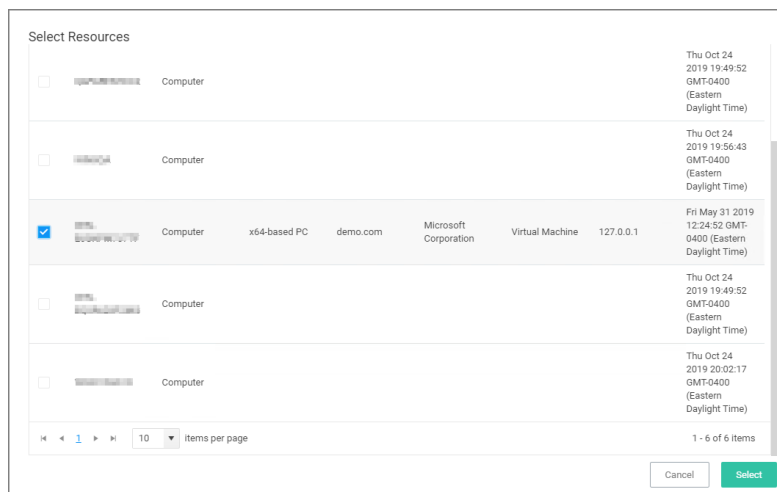 Select Resources
Thu Oct 24
2019 19:49:52
GMT-0400
(Eastern
Daylight Time)
Computer
Thu Oct 24
2019 19:56:43
GMT-0400
(Eastern
Daylight Time)
Computer
Fri May 31 2019
12:24:52 GMT-
0400 (Eastern
Daylight Time)
Computer x64-based PC demo.com Microsoft Corporation Virtual Machine 127.0.0.1
Thu Oct 24
2019 19:49:52
GMT-0400
(Eastern
Daylight Time)
Computer
Thu Oct 24
2019 20:02:17
GMT-0400
(Eastern
Daylight Time)
Computer
1 10 items per page 1 - 6 of 6 items
Cancel Select